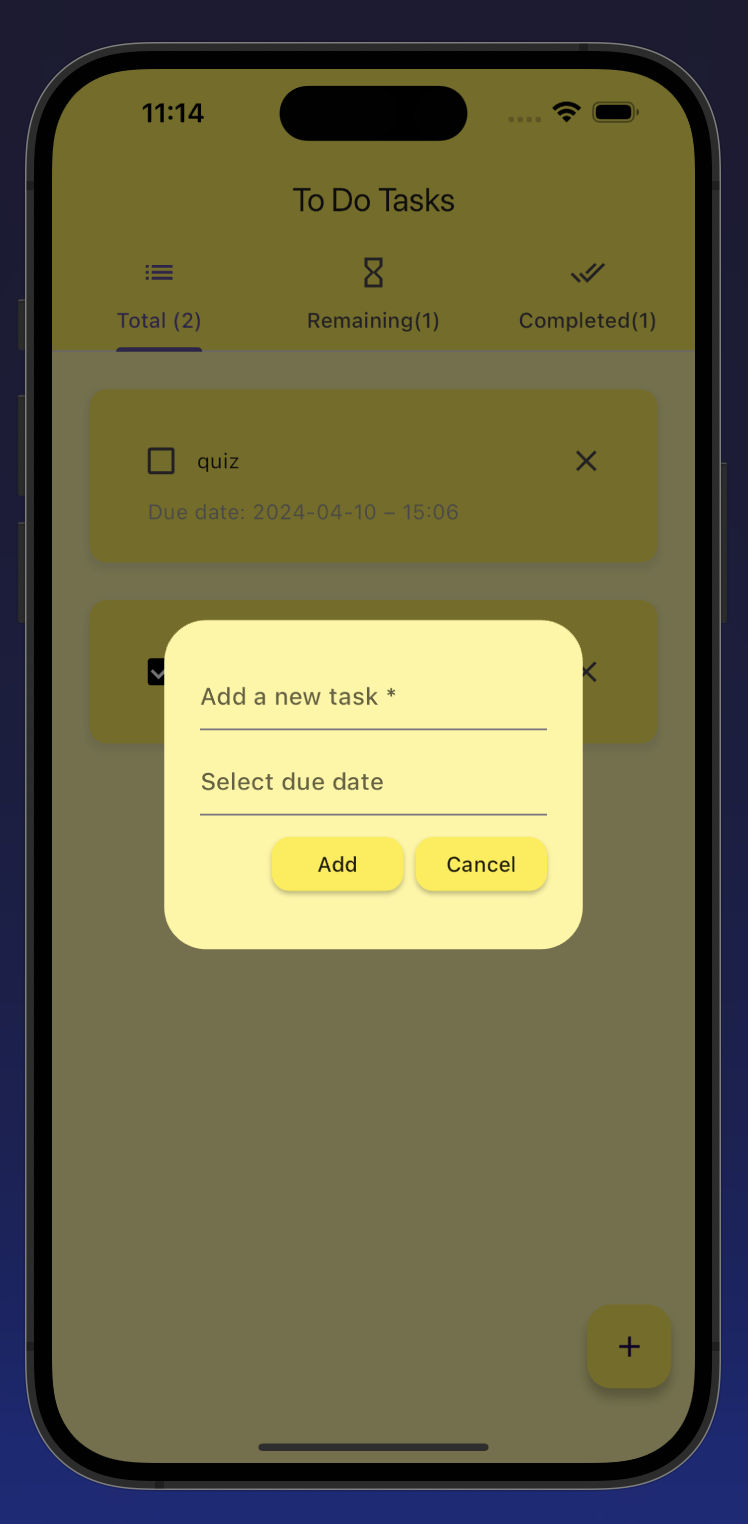 11:14
To Do Tasks
Total (2) Remaining(1) Completed(1)
quiz
Due date: 2024-04-10 – 15:06
Add a new task *
Select due date
Add Cancel